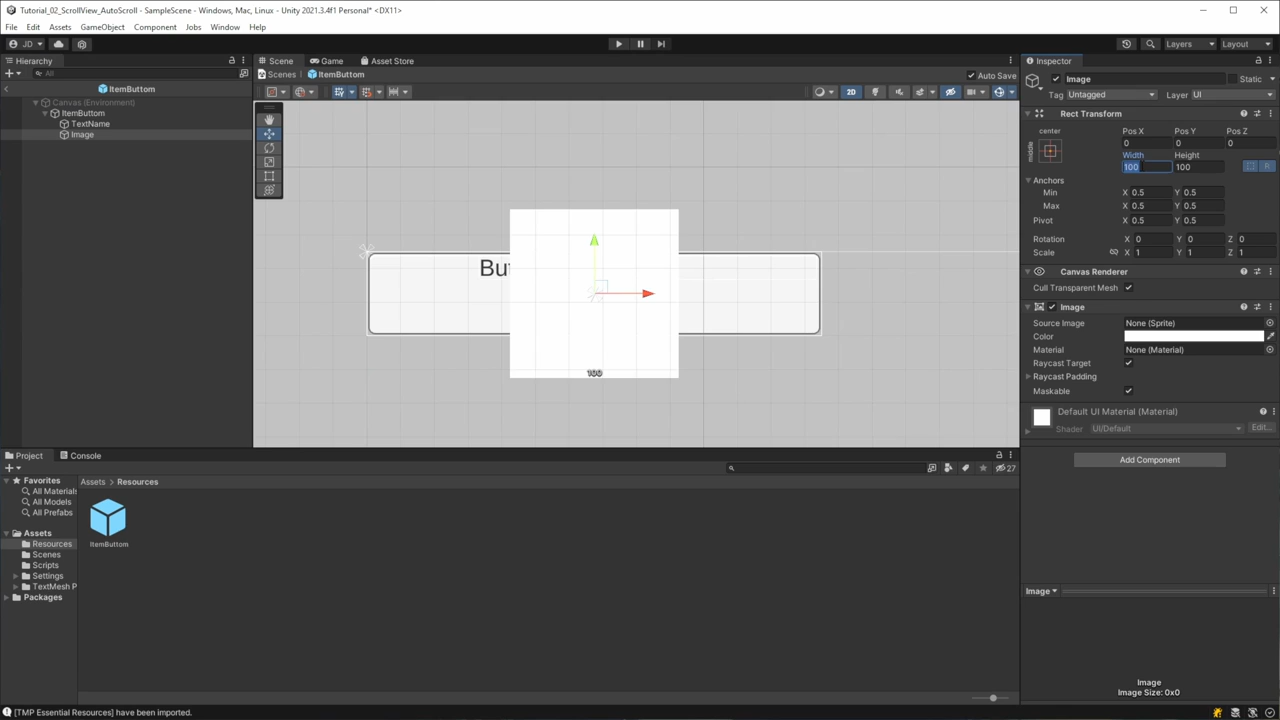 Tutorial_02_ScrollView_AutoScroll - SampleScene - Windows, Mac, Linux - Unity 2021.3.4f1 Personal* <DX11>
File Edit Assets GameObject Component Jobs Window Help
JD Layers Layout
Hierarchy
All
ItemButtom
Canvas (Environment)
ItemButtom
TextName
Image
Scene Game Asset Store
Scenes ItemButtom Auto Save
2D
But
100
Inspector
Image Static
Tag Untagged Layer UI
Rect Transform
center
middle
Pos X Pos Y Pos Z
0 0 0
Width Height
100 100
R
Anchors
Min X 0.5 Y 0.5
Max X 0.5 Y 0.5
Pivot X 0.5 Y 0.5
Rotation X 0 Y 0 Z 0
Scale X 1 Y 1 Z 1
Canvas Renderer
Cull Transparent Mesh
Image
Source Image None (Sprite)
Color
Material None (Material)
Raycast Target
Raycast Padding
Maskable
Default UI Material (Material)
Shader UI/Default Edit...
Add Component
Image
Image
Image Size: 0x0
Project Console
27
Favorites
All Materials
All Models
All Prefabs
Assets
Resources
Scenes
Scripts
Settings
TextMesh P
Packages
Assets > Resources
ItemButtom
[TMP Essential Resources] have been imported.